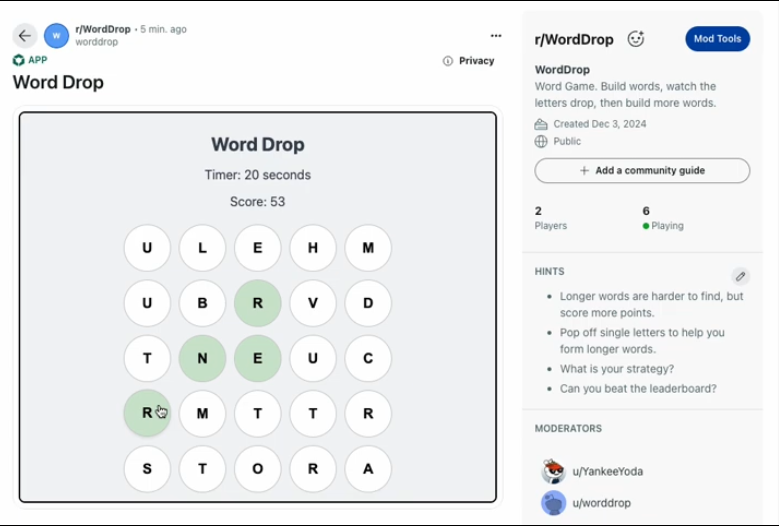 r/WordDrop • 5 min. ago
worddrop
APP
Privacy
Word Drop
Word Drop
Timer: 20 seconds
Score: 53
U L E H M
U B R V D
T N E U C
R M T T R
S T O R A
r/WordDrop
Mod Tools
WordDrop
Word Game. Build words, watch the
letters drop, then build more words.
Created Dec 3, 2024
Public
+ Add a community guide
2 6
Players Playing
HINTS
• Longer words are harder to find, but
score more points.
• Pop off single letters to help you
form longer words.
• What is your strategy?
• Can you beat the leaderboard?
MODERATORS
u/YankeeYoda
u/worddrop